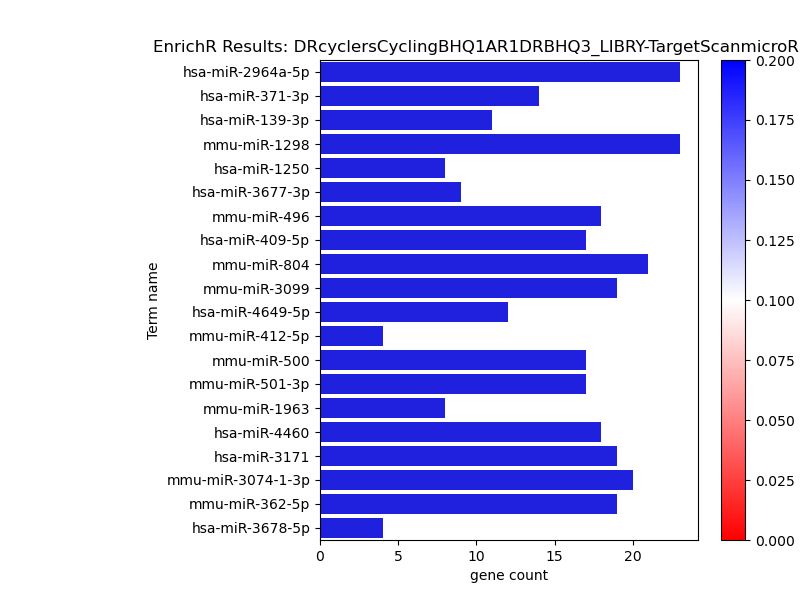 EnrichR Results: DRcyclersCyclingBHQ1AR1DRBHQ3_LIBRY-TargetScanmicroR
hsa-miR-2964a-5p
hsa-miR-371-3p
hsa-miR-139-3p
mmu-miR-1298
hsa-miR-1250
hsa-miR-3677-3p
mmu-miR-496
hsa-miR-409-5p
mmu-miR-804
mmu-miR-3099
hsa-miR-4649-5p
mmu-miR-412-5p
mmu-miR-500
mmu-miR-501-3p
mmu-miR-1963
hsa-miR-4460
hsa-miR-3171
mmu-miR-3074-1-3p
mmu-miR-362-5p
hsa-miR-3678-5p
Term name
0 5 10 15 20
gene count
0.200
0.175
0.150
0.125
0.100
0.075
0.050
0.025
0.000